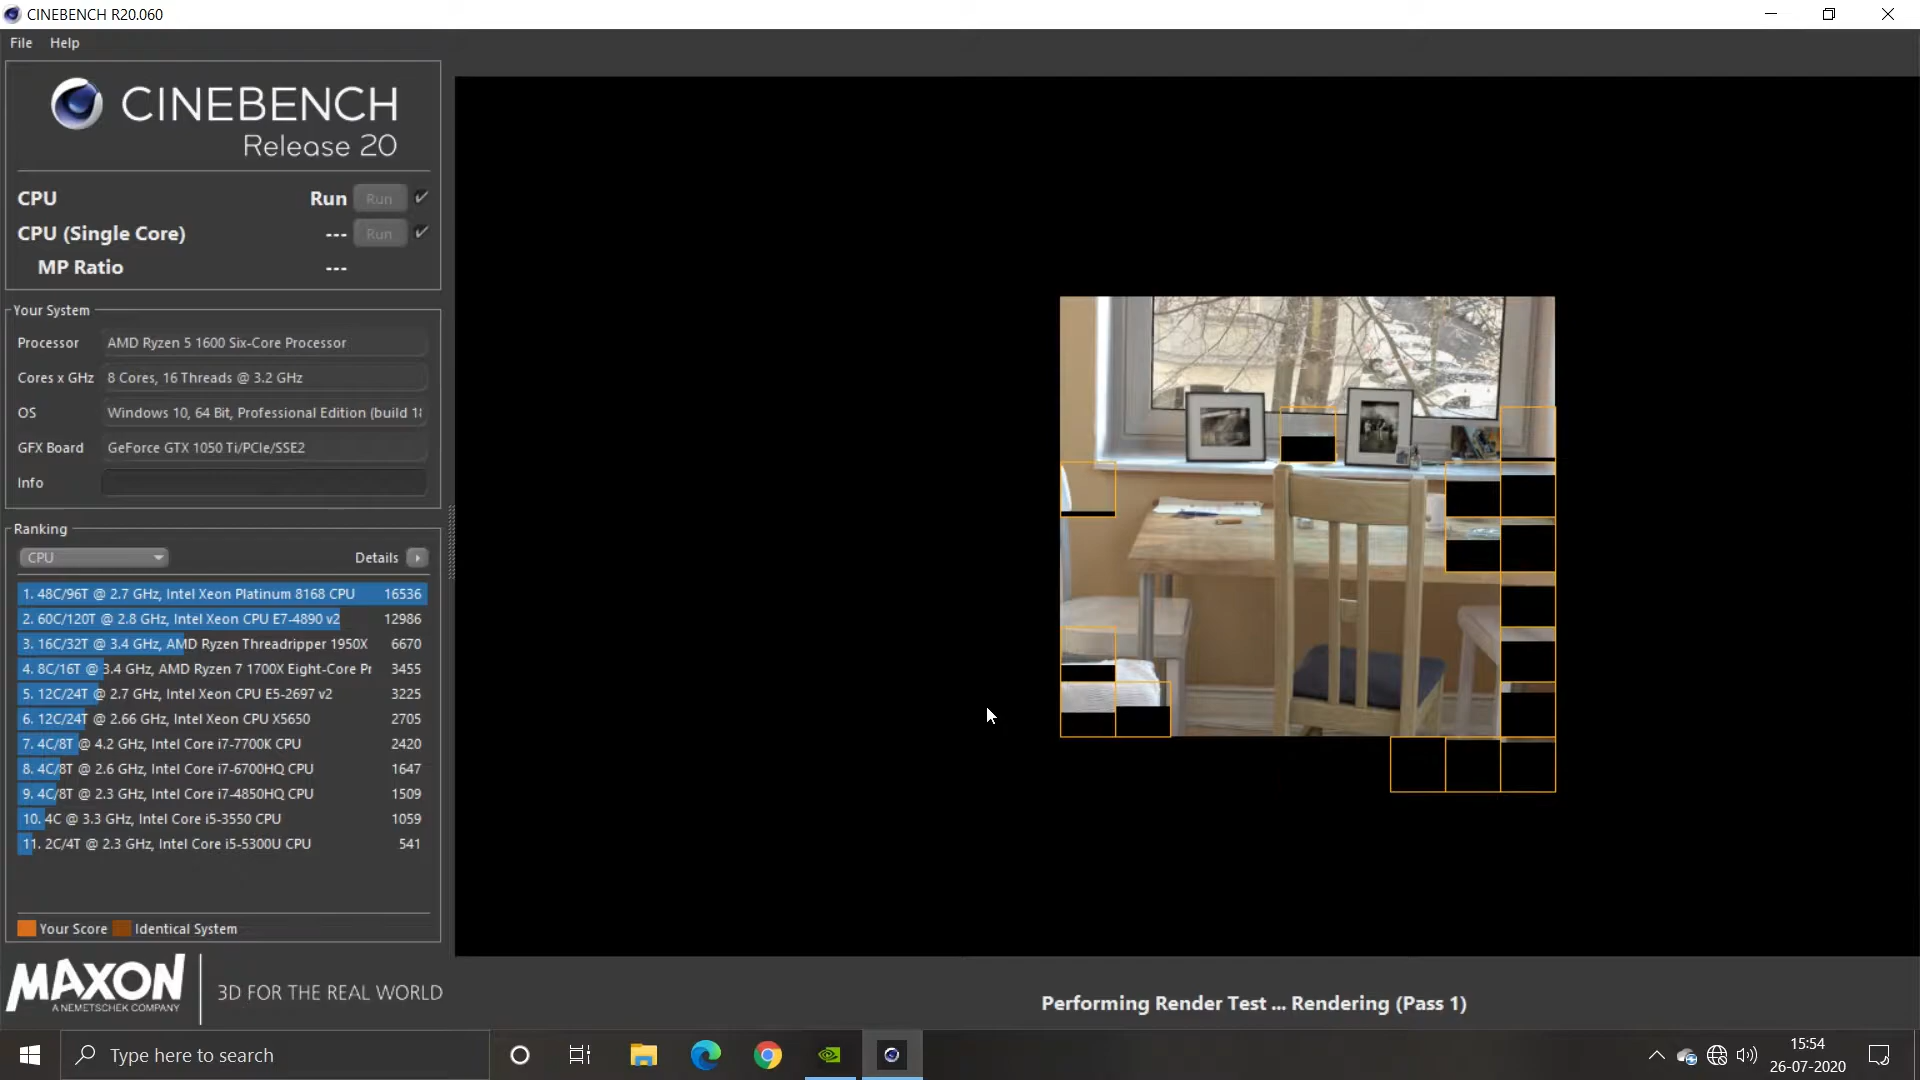 CINEBENCH R20.060
File Help
CINEBENCH
Release 20
CPU Run Run
CPU (Single Core) --- Run
MP Ratio ---
Your System
Processor AMD Ryzen 5 1600 Six-Core Processor
Cores x GHz 8 Cores, 16 Threads @ 3.2 GHz
OS Windows 10, 64 Bit, Professional Edition (build 18
GFX Board GeForce GTX 1050 Ti/PCIe/SSE2
Info
Ranking
CPU Details
1. 48C/96T @ 2.7 GHz, Intel Xeon Platinum 8168 CPU 16536
2. 60C/120T @ 2.8 GHz, Intel Xeon CPU E7-4890 v2 12986
3. 16C/32T @ 3.4 GHz, AMD Ryzen Threadripper 1950X 6670
4. 8C/16T @ 3.4 GHz, AMD Ryzen 7 1700X Eight-Core Pr 3455
5. 12C/24T @ 2.7 GHz, Intel Xeon CPU E5-2697 v2 3225
6. 12C/24T @ 2.66 GHz, Intel Xeon CPU X5650 2705
7. 4C/8T @ 4.2 GHz, Intel Core i7-7700K CPU 2420
8. 4C/8T @ 2.6 GHz, Intel Core i7-6700HQ CPU 1647
9. 4C/8T @ 2.3 GHz, Intel Core i7-4850HQ CPU 1509
10. 4C @ 3.3 GHz, Intel Core i5-3550 CPU 1059
11. 2C/4T @ 2.3 GHz, Intel Core i5-5300U CPU 541
Your Score Identical System
MAXON
A NEMETSCHEK COMPANY
3D FOR THE REAL WORLD
Performing Render Test ... Rendering (Pass 1)
Type here to search
15:54
26-07-2020